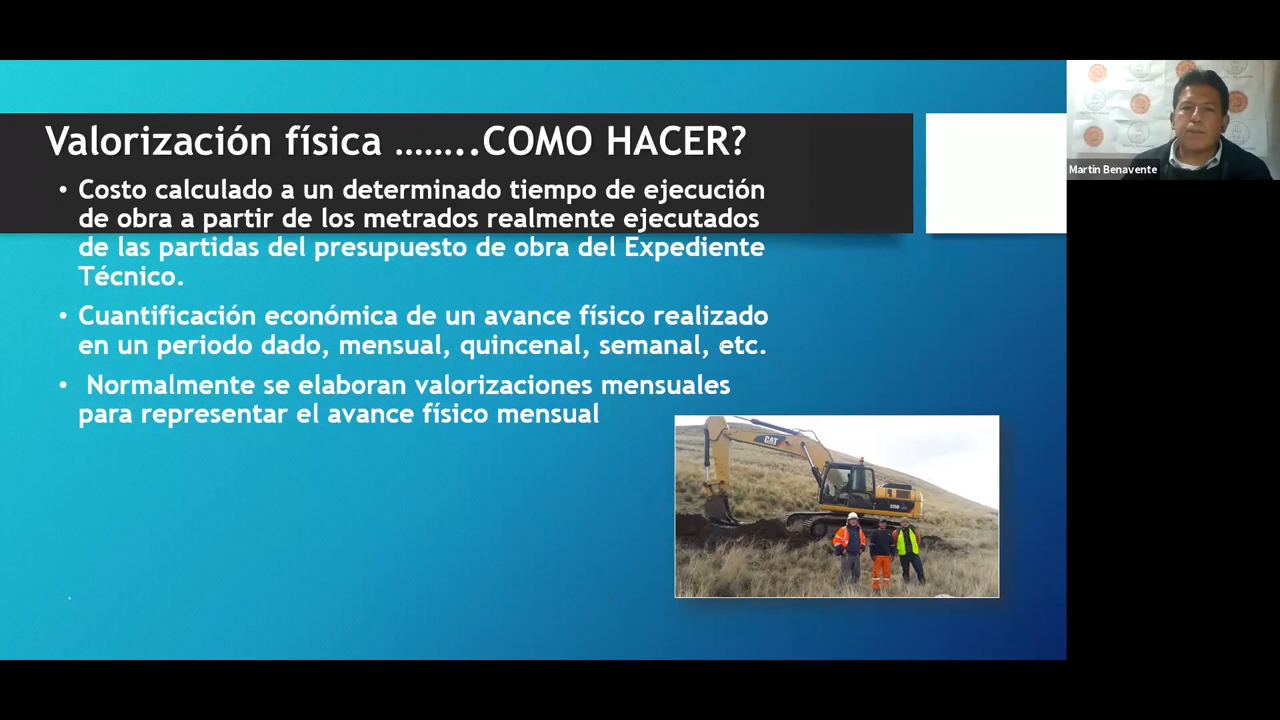 Valorización física ……..COMO HACER?
• Costo calculado a un determinado tiempo de ejecución
de obra a partir de los metrados realmente ejecutados
de las partidas del presupuesto de obra del Expediente
Técnico.
• Cuantificación económica de un avance físico realizado
en un periodo dado, mensual, quincenal, semanal, etc.
• Normalmente se elaboran valorizaciones mensuales
para representar el avance físico mensual
CAT
Martin Benavente